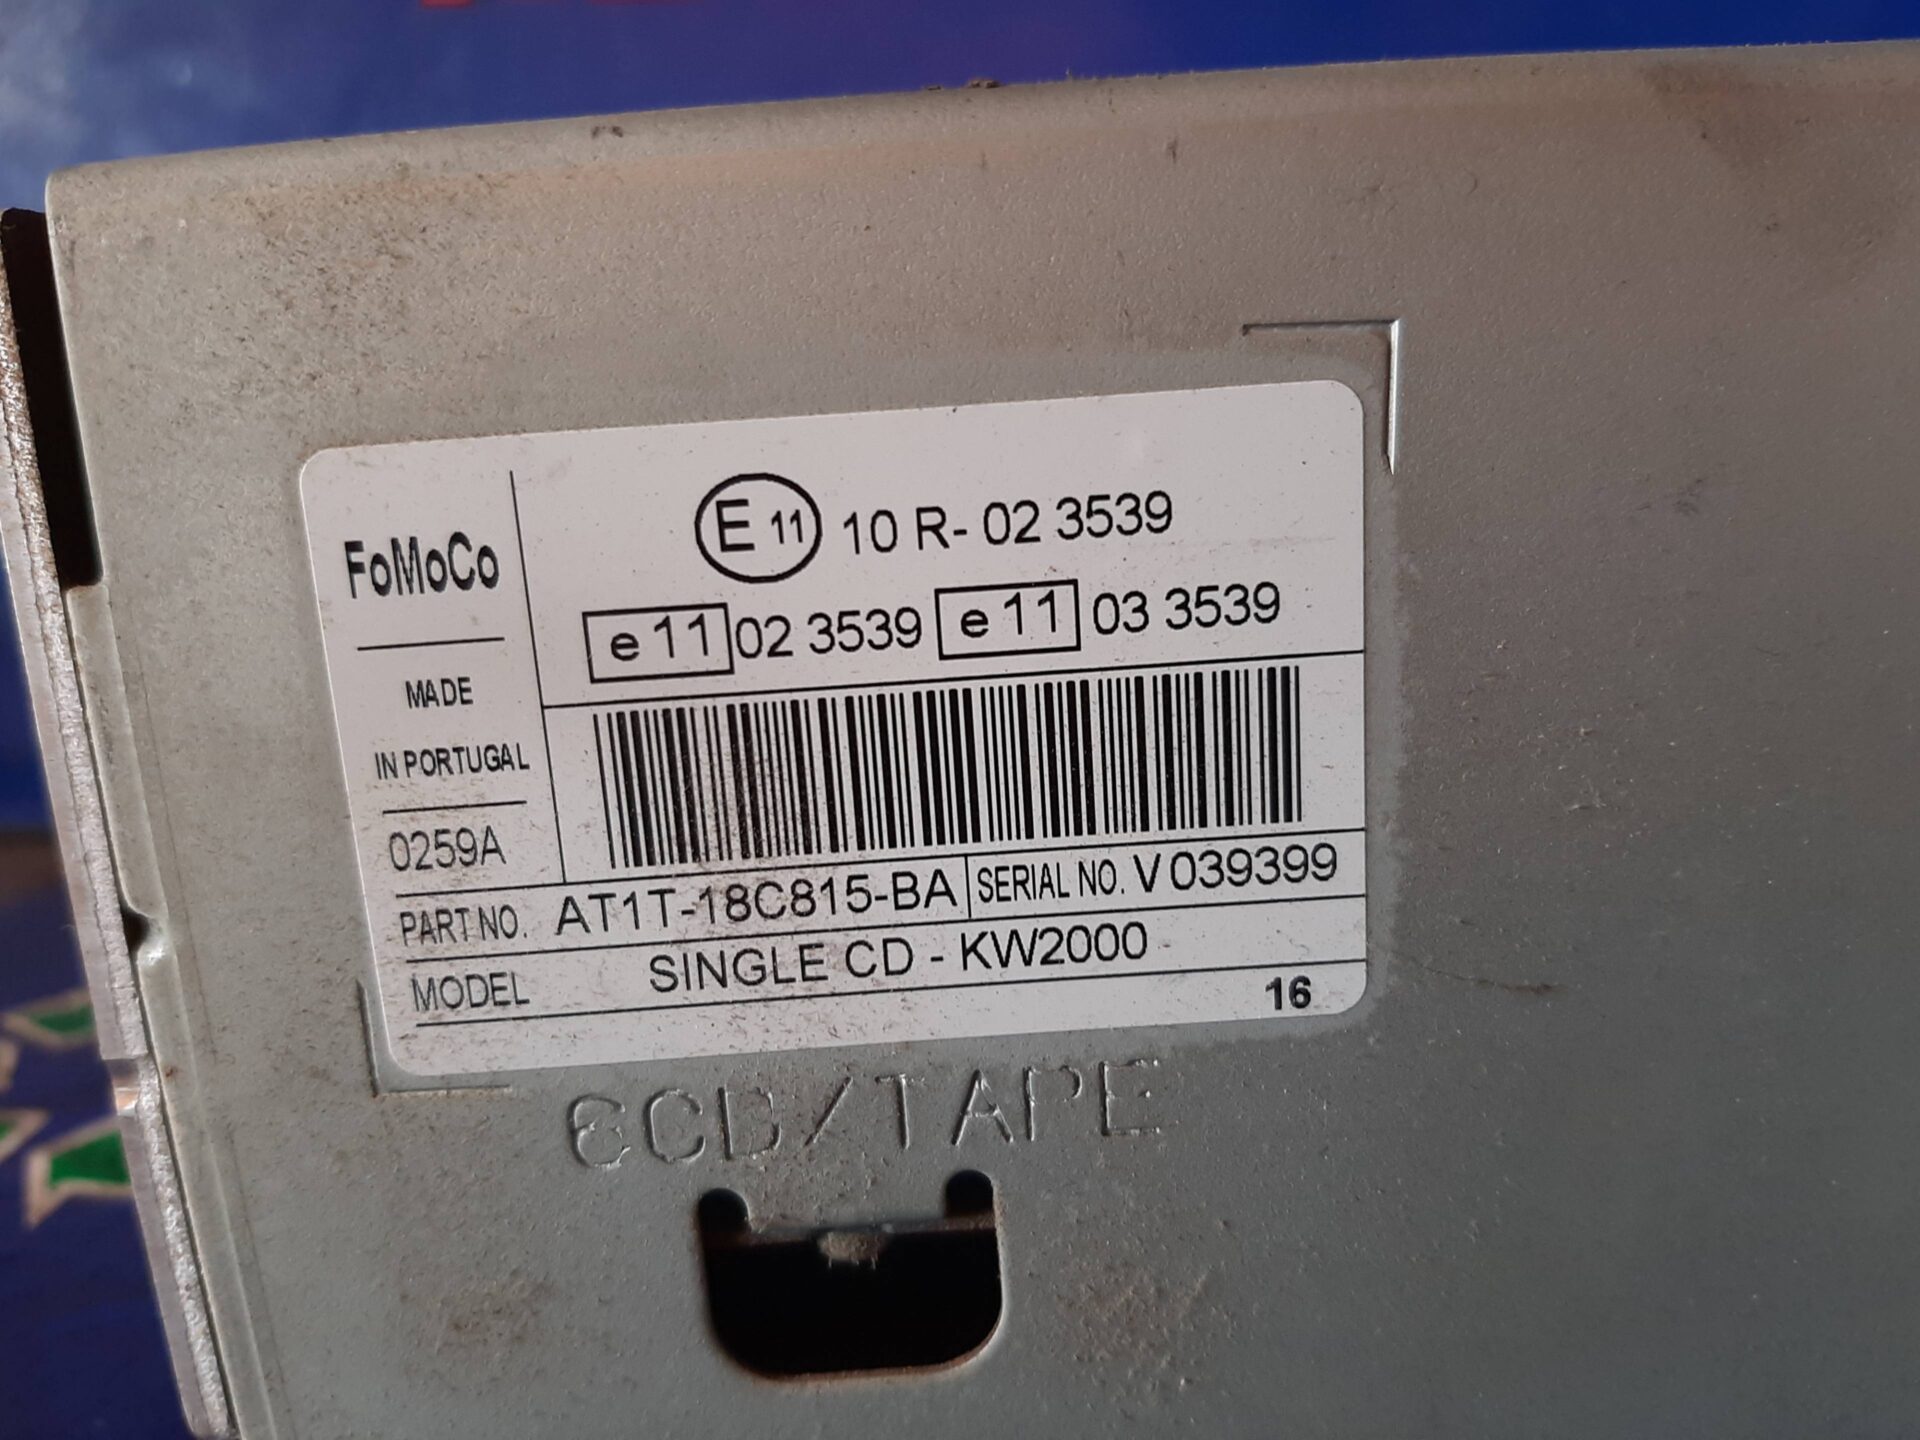 FoMoCo
MADE
IN PORTUGAL
0259A
E 11 10 R- 02 3539
e 11 02 3539 e 11 03 3539
PART NO. AT1T-18C815-BA SERIAL NO. V 039399
MODEL SINGLE CD - KW2000
16
6CD/TAPE